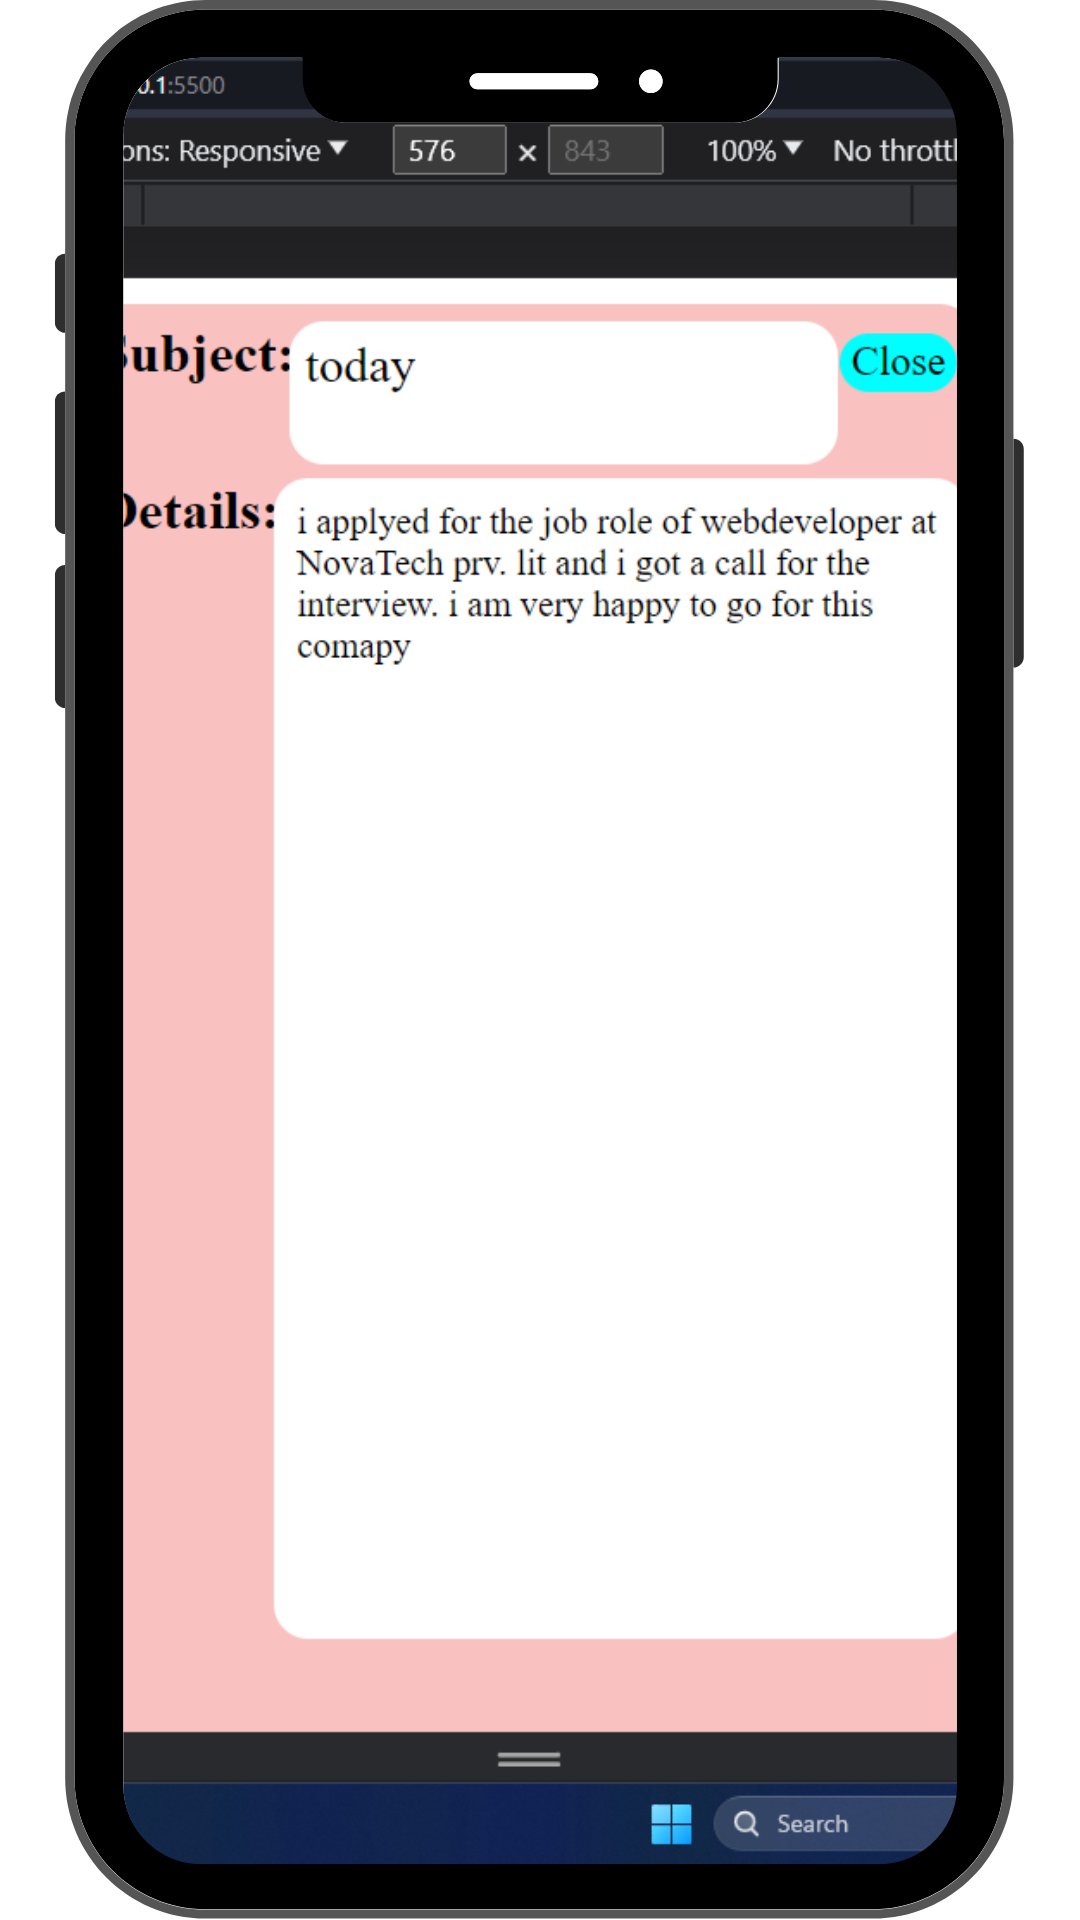 0.1:5500
ons: Responsive 576 × 843 100% No throttl
Subject: today Close
Details: i applyed for the job role of webdeveloper at
NovaTech prv. lit and i got a call for the
interview. i am very happy to go for this
comapy
Search